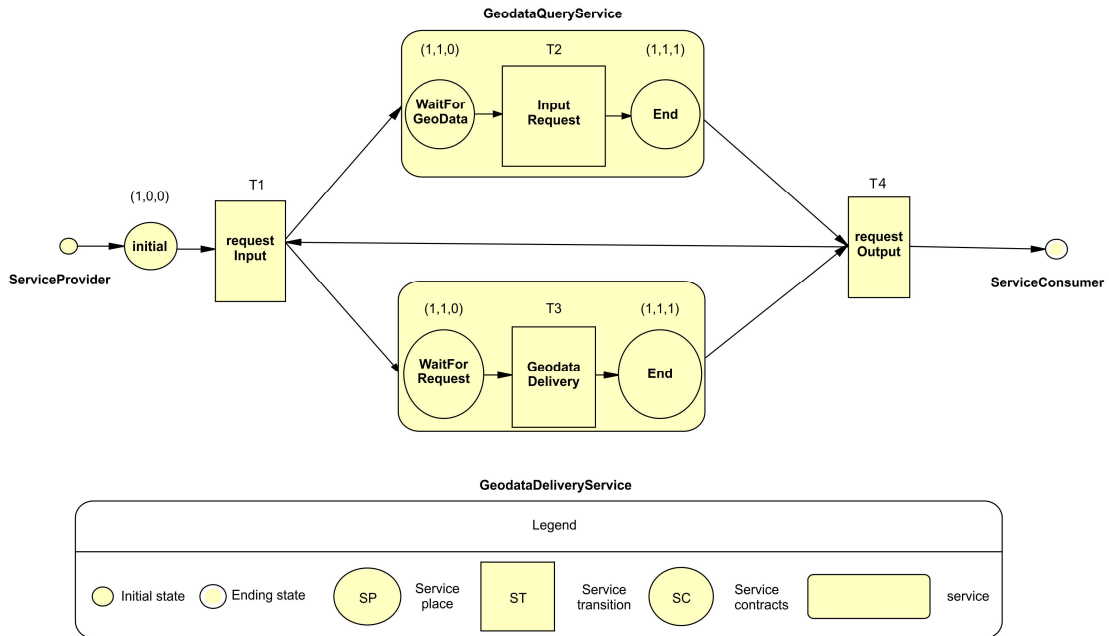 GeodataQueryService
(1,1,0)
T2
(1,1,1)
WaitFor
GeoData
Input
Request
End
(1,0,0)
T1
T4
initial
request
Input
request
Output
ServiceProvider
ServiceConsumer
(1,1,0)
T3
(1,1,1)
WaitFor
Request
Geodata
Delivery
End
GeodataDeliveryService
Legend
Initial state
Ending state
SP
Service
place
ST
Service
transition
SC
Service
contracts
service